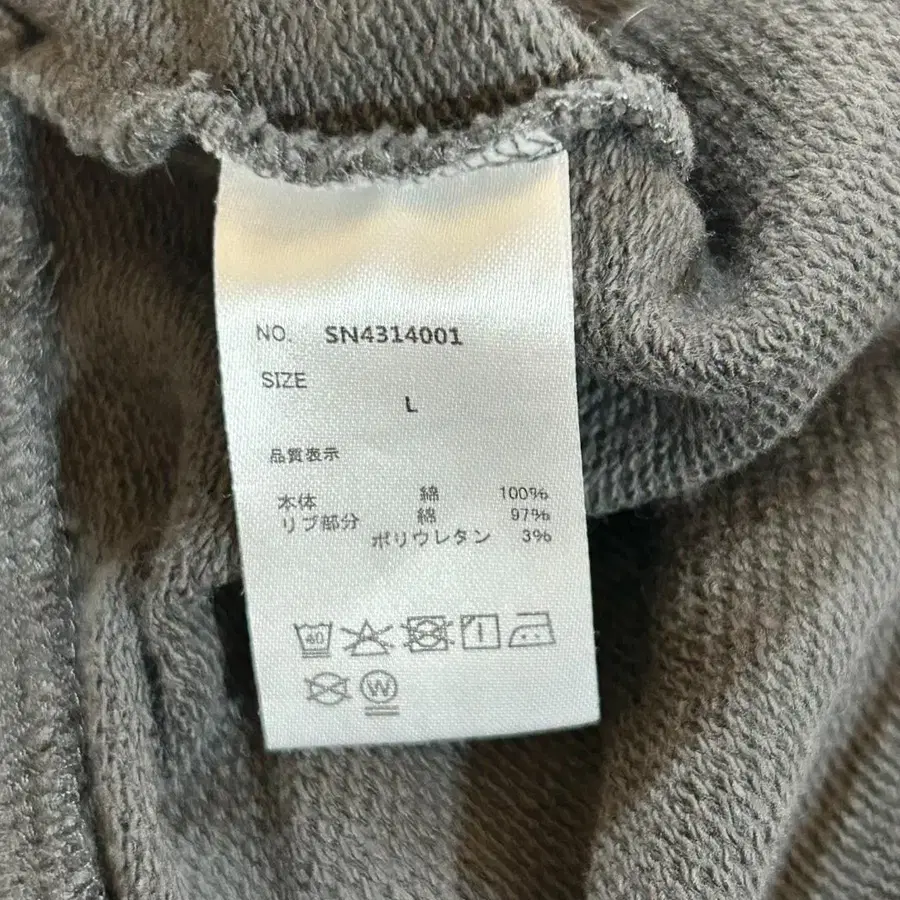 NO. SN4314001
SIZE
L
品質表示
本体 綿 100%
リブ部分 綿 97%
ポリウレタン 3%
40
W